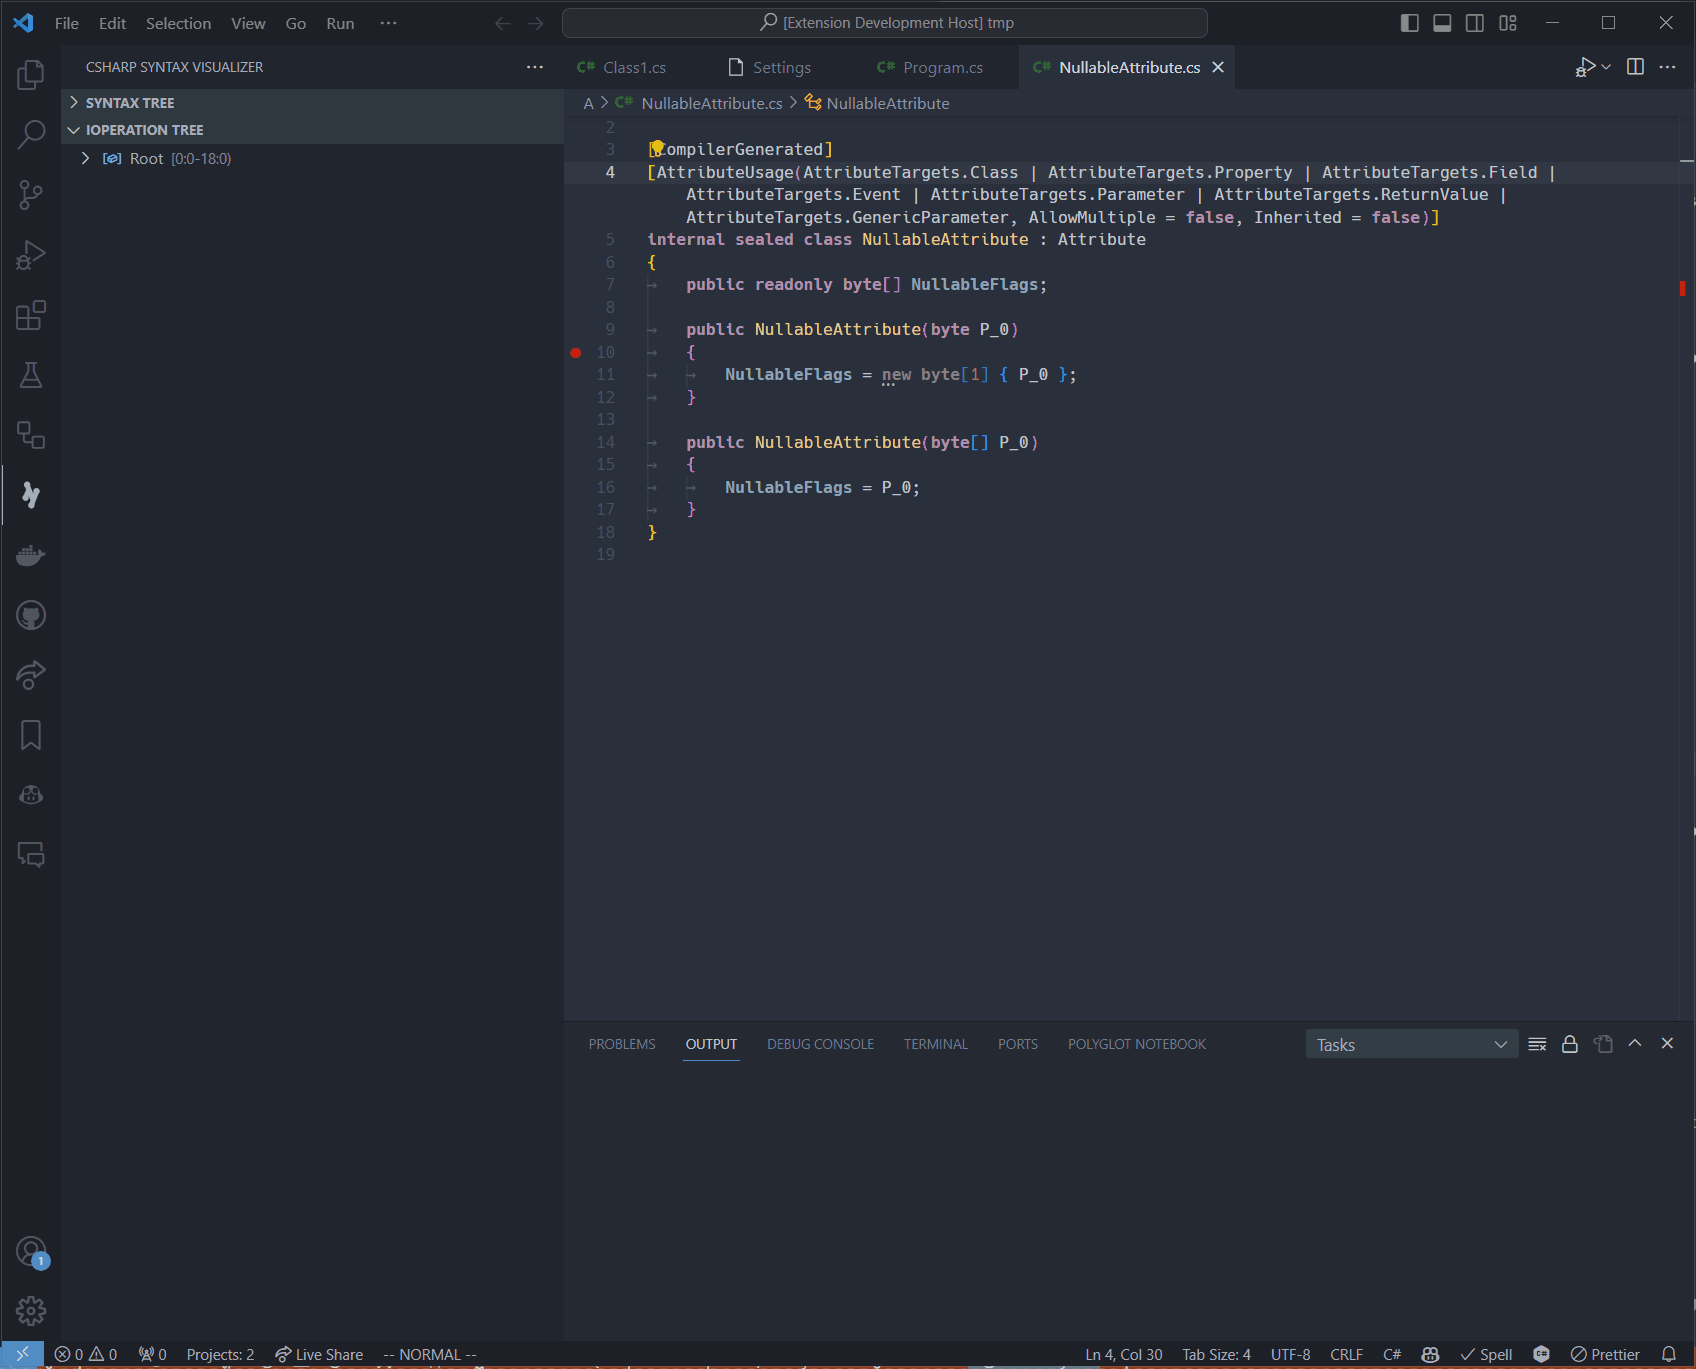 File Edit Selection View Go Run ··· [Extension Development Host] tmp
CSHARP SYNTAX VISUALIZER ···
SYNTAX TREE
IOPERATION TREE
Root [0:0-18:0)
C# Class1.cs Settings C# Program.cs C# NullableAttribute.cs
A > C# NullableAttribute.cs > NullableAttribute
2
3 [CompilerGenerated]
4 [AttributeUsage(AttributeTargets.Class | AttributeTargets.Property | AttributeTargets.Field |
AttributeTargets.Event | AttributeTargets.Parameter | AttributeTargets.ReturnValue |
AttributeTargets.GenericParameter, AllowMultiple = false, Inherited = false)]
5 internal sealed class NullableAttribute : Attribute
6 {
7 → public readonly byte[] NullableFlags;
8
9 → public NullableAttribute(byte P_0)
10 → {
11 → → NullableFlags = new byte[1] { P_0 };
12 → }
13
14 → public NullableAttribute(byte[] P_0)
15 → {
16 → → NullableFlags = P_0;
17 → }
18 }
19
PROBLEMS OUTPUT DEBUG CONSOLE TERMINAL PORTS POLYGLOT NOTEBOOK Tasks
1
0 0 0 Projects: 2 Live Share -- NORMAL -- Ln 4, Col 30 Tab Size: 4 UTF-8 CRLF C# Spell C# Prettier